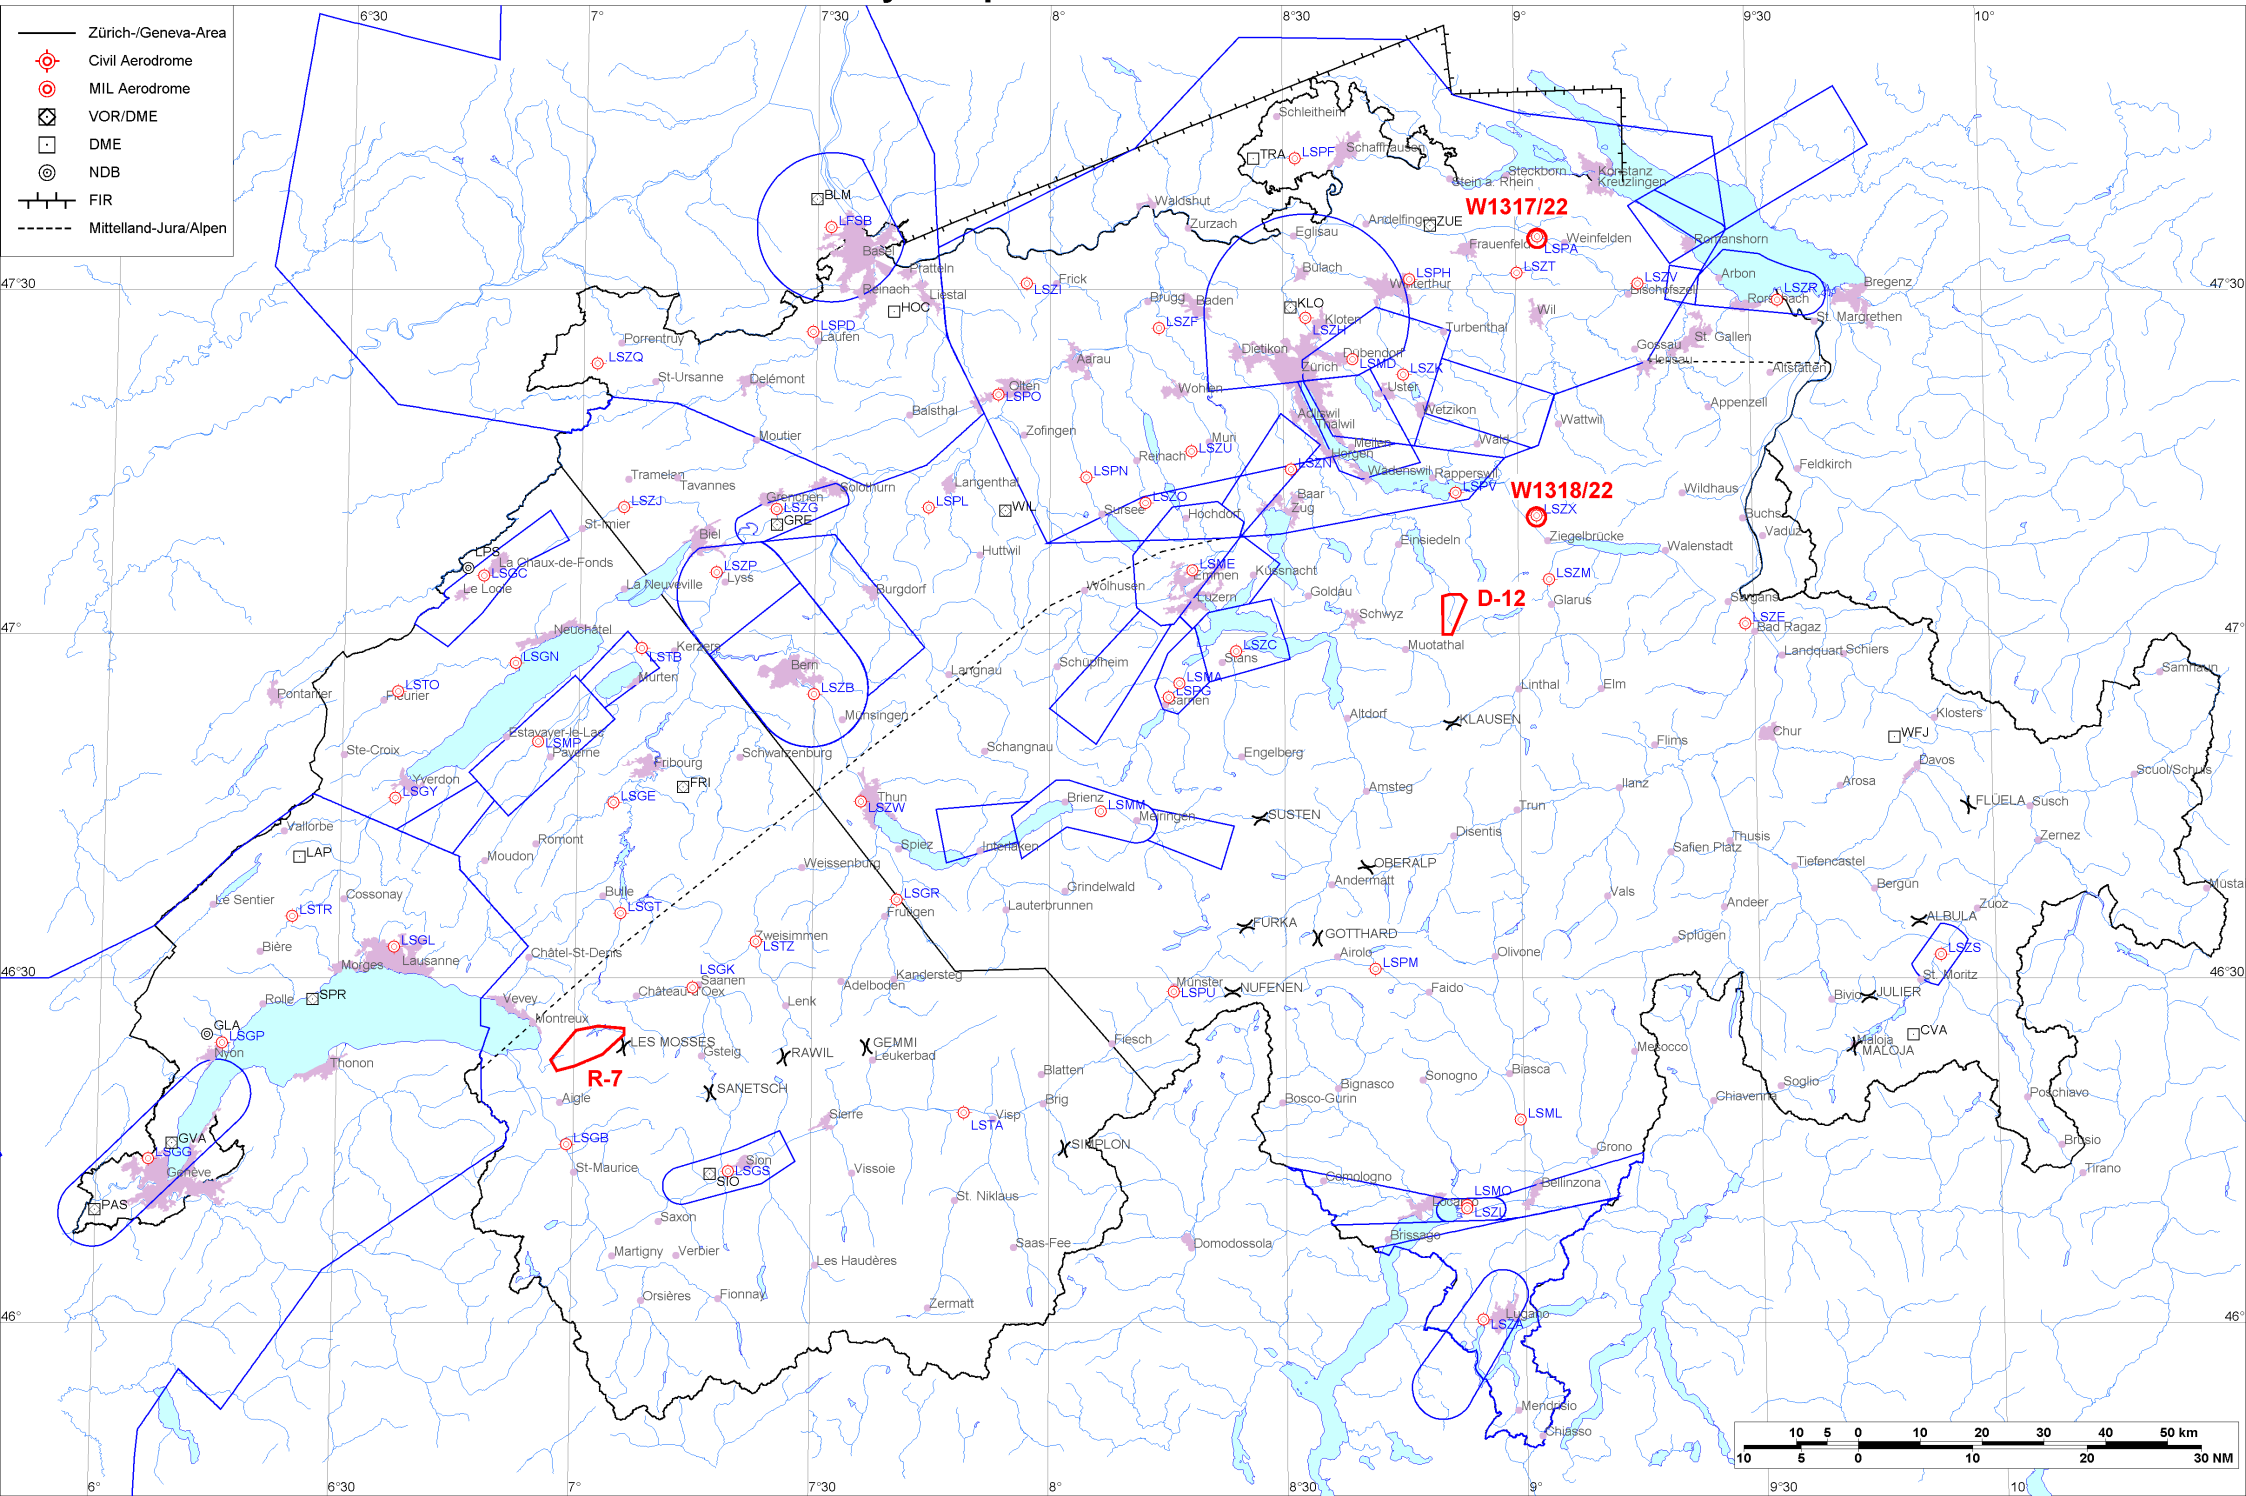 6°30
7°
7°30
8°
8°30
9°
9°30
10°
Zürich-/Geneva-Area
Civil Aerodrome
MIL Aerodrome
VOR/DME
DME
NDB
FIR
Mittelland-Jura/Alpen
Schleitheim
TRA
LSPF
Schaffhausen
Stein a. Rhein
Steckborn
Konstanz
Kreuzlingen
BLM
LFSB
Basel
Waldshut
Zurzach
Eglisau
Andelfingen
ZUE
W1317/22
LSPA
Weinfelden
Frauenfeld
Romanshorn
Pratteln
Reinach
Liestal
HOC
LSZI
Frick
Bülach
LSPH
Winterthur
LSZT
LSZV
Bischofszell
Arbon
LSZR
Rorschach
Bregenz
St. Margrethen
47°30
47°30
Brugg
Baden
KLO
Kloten
LSZH
Wil
LSPD
Laufen
LSZF
Turbenthal
St. Gallen
Gossau
Herisau
Altstätten
Porrentruy
LSZQ
St-Ursanne
Delémont
Aarau
Dietikon
Zürich
Dübendorf
LSMD
LSZK
Uster
Olten
LSPO
Wohlen
Balsthal
Wetzikon
Appenzell
Adliswil
Thalwil
Wattwil
Moutier
Zofingen
Muri
LSZU
Meilen
Wald
Horgen
Reinach
LSPN
LSZN
Wädenswil
Rapperswil
Feldkirch
Tramelan
Tavannes
Grenchen
Solothurn
Langenthal
LSPV
Wildhaus
W1318/22
LSZX
LSZJ
LSZG
GRE
LSPL
WIL
LSZO
Sursee
Hochdorf
Baar
Zug
Buchs
Vaduz
St-Imier
Biel
Huttwil
Einsiedeln
Ziegelbrücke
Walenstadt
LPS
La Chaux-de-Fonds
LSGC
Le Locle
LSZP
Lyss
La Neuveville
Burgdorf
Wolhusen
LSME
Emmen
Küssnacht
Luzern
Goldau
LSZM
Glarus
D-12
Sargans
LSZE
Bad Ragaz
Schwyz
47°
47°
Neuchâtel
LSGN
LSTB
Kerzers
Murten
Bern
LSZB
Langnau
Schüpfheim
LSZC
Stans
Muotathal
Landquart
Schiers
Samnaun
LSTO
Fleurier
Pontarlier
LSMA
LSPG
Sarnen
Linthal
Elm
Münsingen
Altdorf
KLAUSEN
Klosters
WFJ
Davos
Chur
Flims
Ste-Croix
Estavayer-le-Lac
LSMP
Payerne
Fribourg
FRI
Schwarzenburg
Schangnau
Engelberg
Yverdon
LSGY
LSGE
Thun
LSZW
Brienz
LSMM
Meiringen
SUSTEN
Amsteg
Trun
Ilanz
Arosa
FLÜELA
Susch
Scuol/Schuls
Zernez
Vallorbe
LAP
Romont
Moudon
Weissenburg
Spiez
Interlaken
Disentis
OBERALP
Andermatt
Safien Platz
Thusis
Tiefencastel
Bergün
Le Sentier
LSTR
Cossonay
Bulle
LSGT
LSGR
Frutigen
Grindelwald
Lauterbrunnen
FURKA
GOTTHARD
Vals
Andeer
Zuoz
ALBULA
Bière
LSGL
Lausanne
Morges
Châtel-St-Denis
Zweisimmen
LSTZ
LSGK
Saanen
Château-d'Oex
Airolo
LSPM
Olivone
Splügen
LSZS
St. Moritz
46°30
46°30
Rolle
SPR
Vevey
Montreux
Lenk
Adelboden
Kandersteg
Münster
LSPU
NUFENEN
Faido
Bivio
JULIER
CVA
GLA
LSGP
Nyon
Thonon
LES MOSSES
R-7
Gsteig
RAWIL
GEMMI
Leukerbad
Fiesch
Mesocco
Maloja
MALOJA
Blatten
Bignasco
Sonogno
Biasca
Soglio
Poschiavo
SANETSCH
Aigle
Brig
Bosco-Gurin
Chiavenna
Sierre
LSTA
Visp
LSML
GVA
LSGG
Genève
LSGB
St-Maurice
SIMPLON
Grono
Brusio
Tirano
Sion
LSGS
SIO
Vissoie
St. Niklaus
Comologno
LSMO
Locarno
LSZL
Bellinzona
PAS
Saxon
Martigny
Verbier
Les Haudères
Saas-Fee
Domodossola
Brissago
Orsières
Fionnay
Zermatt
Lugano
LSZA
46°
46°
Mendrisio
Chiasso
10 5 0 10 20 30 40 50 km
10 5 0 10 20 30 NM
6°
6°30
7°
7°30
8°
8°30
9°
9°30
10°